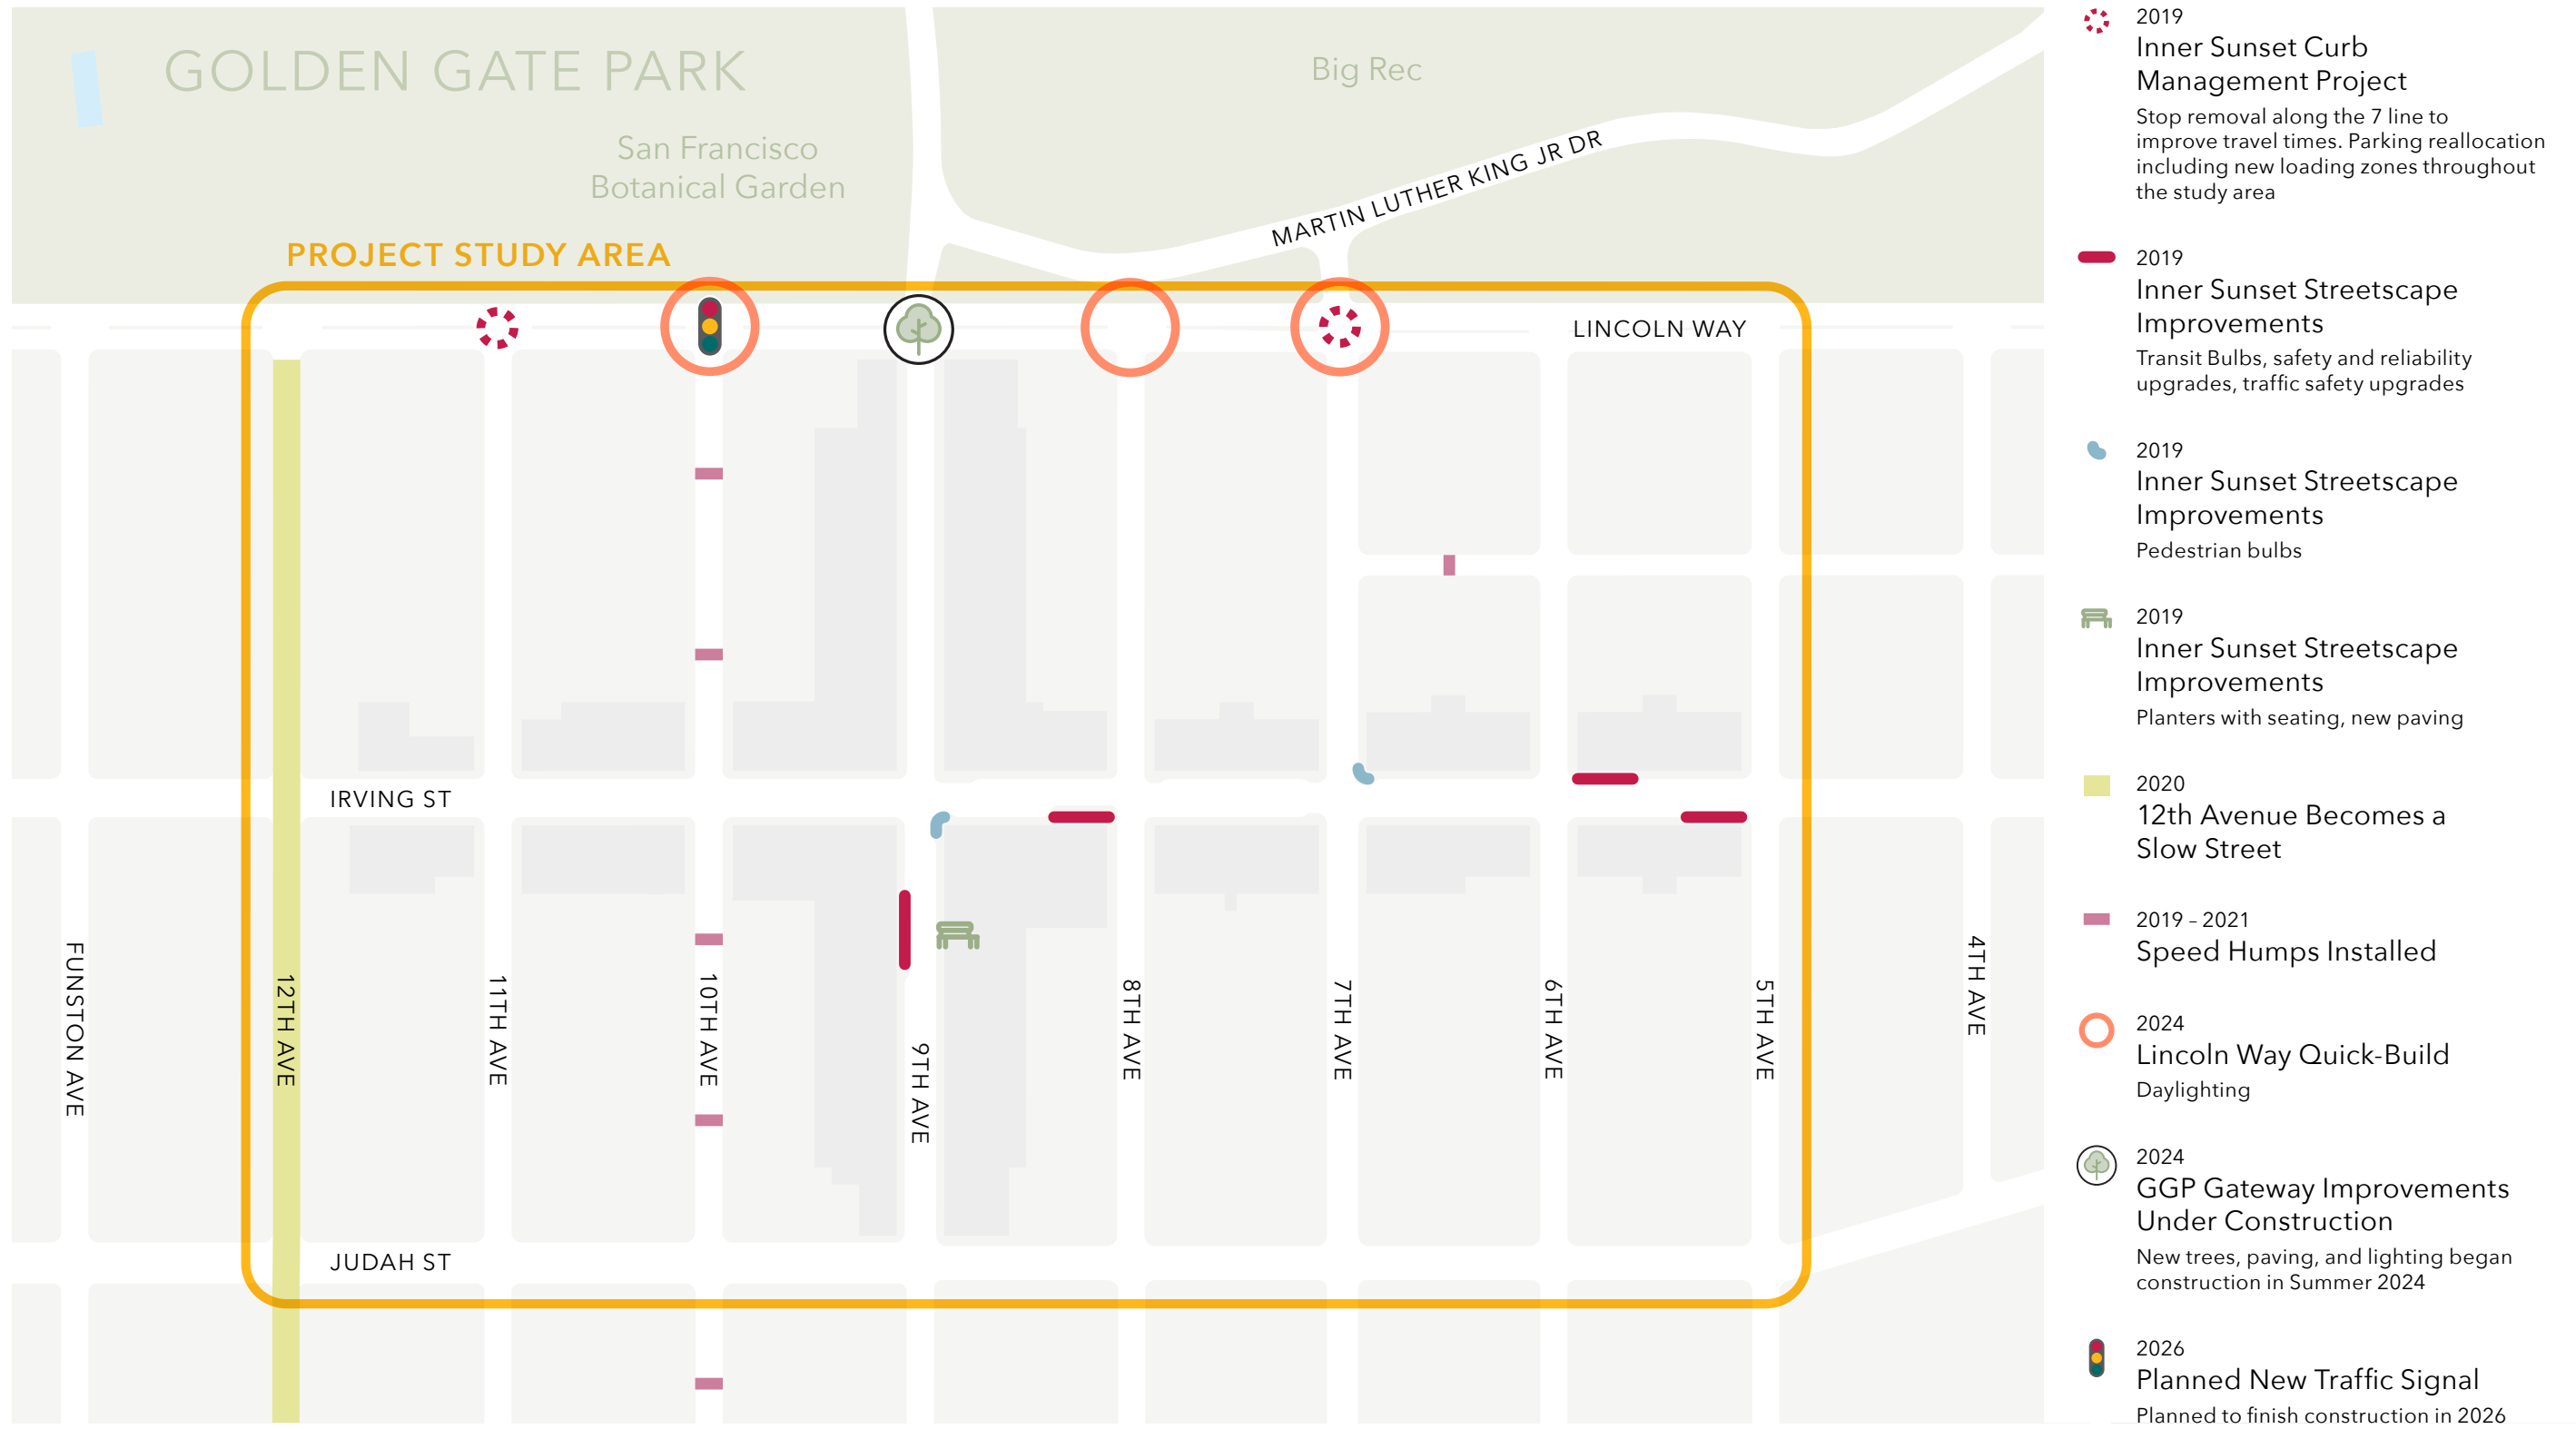 GOLDEN GATE PARK
Big Rec
San Francisco
Botanical Garden
MARTIN LUTHER KING JR DR
PROJECT STUDY AREA
LINCOLN WAY
IRVING ST
FUNSTON AVE
12TH AVE
11TH AVE
10TH AVE
9TH AVE
8TH AVE
7TH AVE
6TH AVE
5TH AVE
4TH AVE
JUDAH ST
2019
Inner Sunset Curb
Management Project
Stop removal along the 7 line to
improve travel times. Parking reallocation
including new loading zones throughout
the study area
2019
Inner Sunset Streetscape
Improvements
Transit Bulbs, safety and reliability
upgrades, traffic safety upgrades
2019
Inner Sunset Streetscape
Improvements
Pedestrian bulbs
2019
Inner Sunset Streetscape
Improvements
Planters with seating, new paving
2020
12th Avenue Becomes a
Slow Street
2019 – 2021
Speed Humps Installed
2024
Lincoln Way Quick-Build
Daylighting
2024
GGP Gateway Improvements
Under Construction
New trees, paving, and lighting began
construction in Summer 2024
2026
Planned New Traffic Signal
Planned to finish construction in 2026